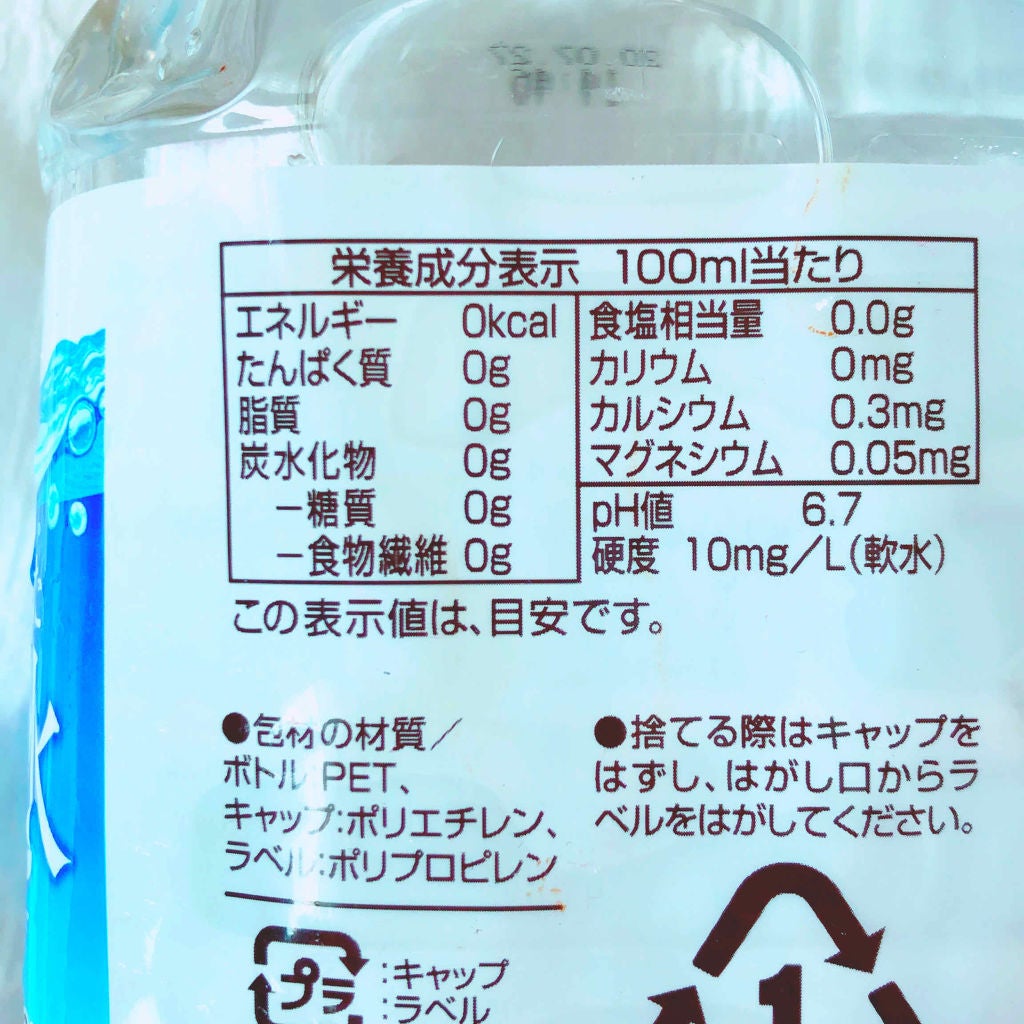 20.07.27
14:45
栄養成分表示 100ml当たり
エネルギー 0kcal
たんぱく質 0g
脂質 0g
炭水化物 0g
－糖質 0g
－食物繊維 0g
食塩相当量 0.0g
カリウム 0mg
カルシウム 0.3mg
マグネシウム 0.05mg
pH値 6.7
硬度 10mg／L(軟水)
この表示値は、目安です。
●包材の材質／
ボトル:PET、
キャップ:ポリエチレン、
ラベル:ポリプロピレン
●捨てる際はキャップを
はずし、はがし口からラ
ベルをはがしてください。
プラ
:キャップ
:ラベル
1
水